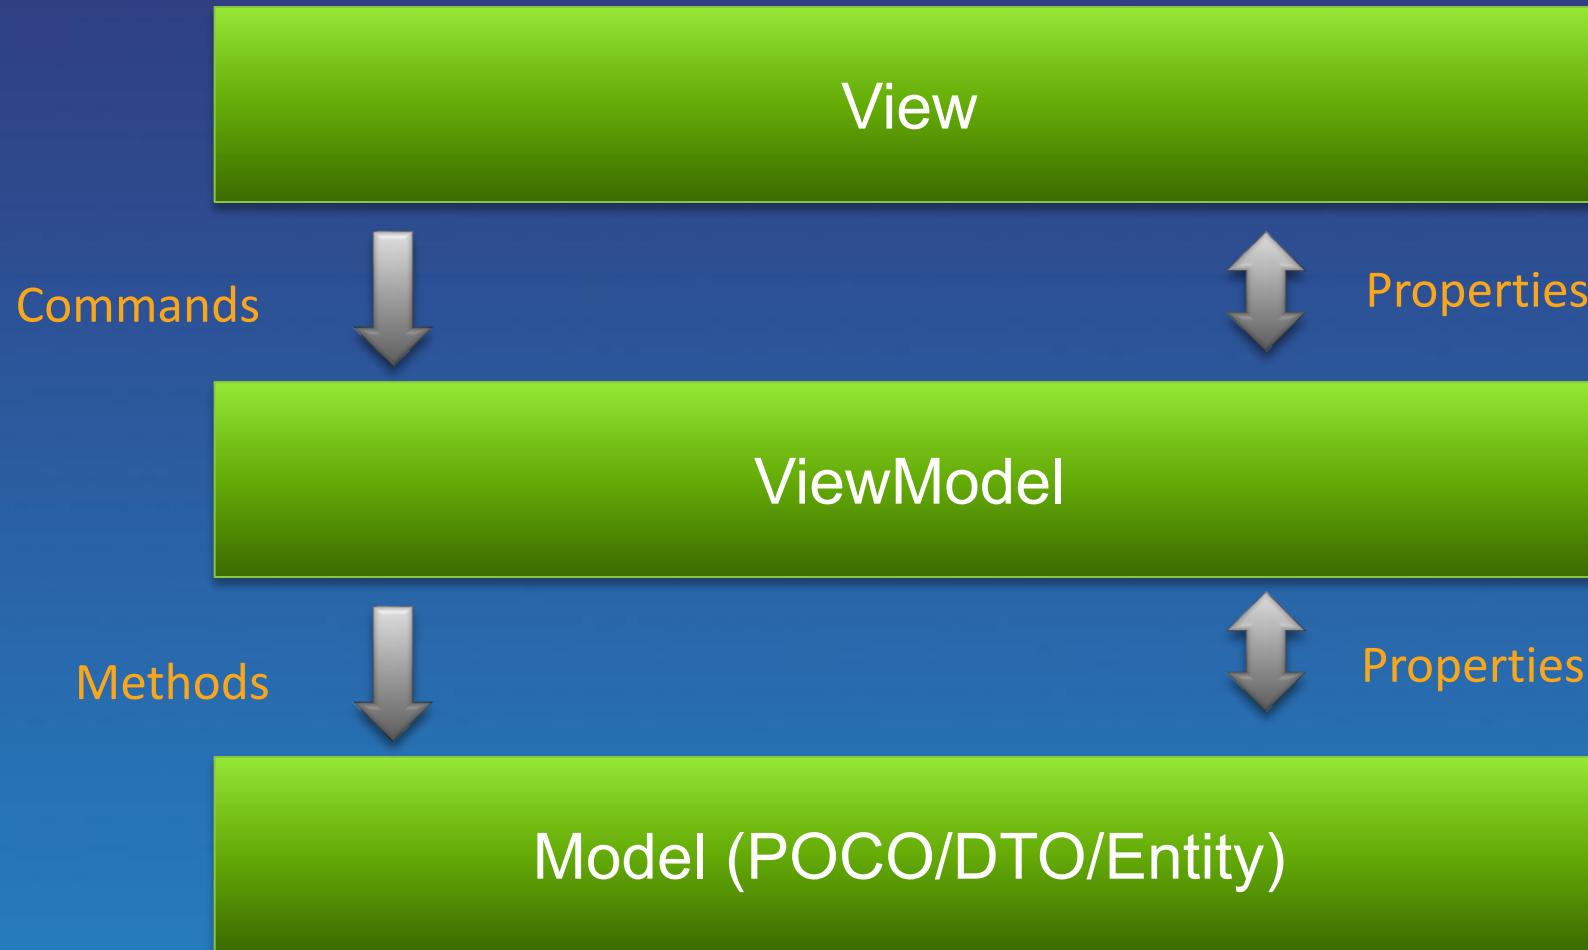 View
Commands
Properties
ViewModel
Methods
Properties
Model (POCO/DTO/Entity)